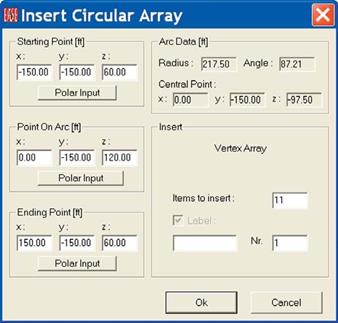 EASE Insert Circular Array
Starting Point [ft]
x: y: z:
-150.00 -150.00 60.00
Polar Input
Point On Arc [ft]
x: y: z:
0.00 -150.00 120.00
Polar Input
Ending Point [ft]
x: y: z:
150.00 -150.00 60.00
Polar Input
Arc Data [ft]
Radius: 217.50 Angle: 87.21
Central Point:
x: 0.00 y: -150.00 z: -97.50
Insert
Vertex Array
Items to insert: 11
Label:
Nr. 1
Ok Cancel